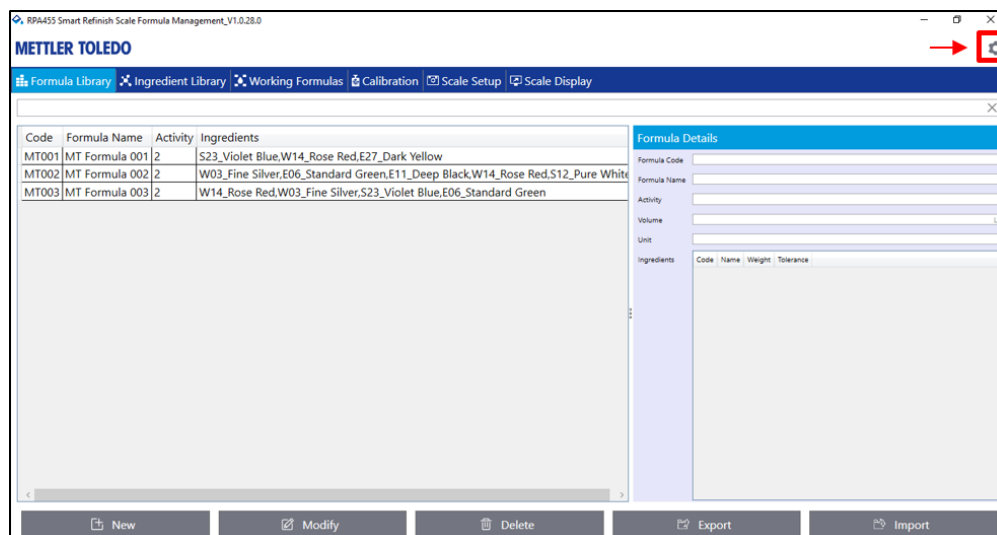 RPA455 Smart Refinish Scale Formula Management_V1.0.28.0
METTLER TOLEDO
Formula Library Ingredient Library Working Formulas Calibration Scale Setup Scale Display
Code Formula Name Activity Ingredients
MT001 MT Formula 001 2 S23_Violet Blue,W14_Rose Red,E27_Dark Yellow
MT002 MT Formula 002 2 W03_Fine Silver,E06_Standard Green,E11_Deep Black,W14_Rose Red,S12_Pure White
MT003 MT Formula 003 2 W14_Rose Red,W03_Fine Silver,S23_Violet Blue,E06_Standard Green
Formula Details
Formula Code
Formula Name
Activity
Volume
Unit
Ingredients Code Name Weight Tolerance
New Modify Delete Export Import